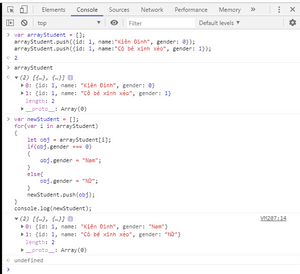 Elements Console Sources Network
top Filter Default levels
> var arrayStudent = [];
arrayStudent.push({id: 1, name:"Kiên Đinh", gender: 0});
arrayStudent.push({id: 1, name:"Cô bé xinh xẻo", gender: 1});
< 2
> arrayStudent
< (2) [{…}, {…}]
0: {id: 1, name: "Kiên Đinh", gender: 0}
1: {id: 1, name: "Cô bé xinh xẻo", gender: 1}
length: 2
__proto__: Array(0)
> var newStudent = [];
for(var i in arrayStudent)
{
let obj = arrayStudent[i];
if(obj.gender === 0)
{
obj.gender = "Nam";
}
else{
obj.gender = "Nữ";
}
newStudent.push(obj);
}
console.log(newStudent);
(2) [{…}, {…}] VM207:14
0: {id: 1, name: "Kiên Đinh", gender: "Nam"}
1: {id: 1, name: "Cô bé xinh xẻo", gender: "Nữ"}
length: 2
__proto__: Array(0)
< undefined
>